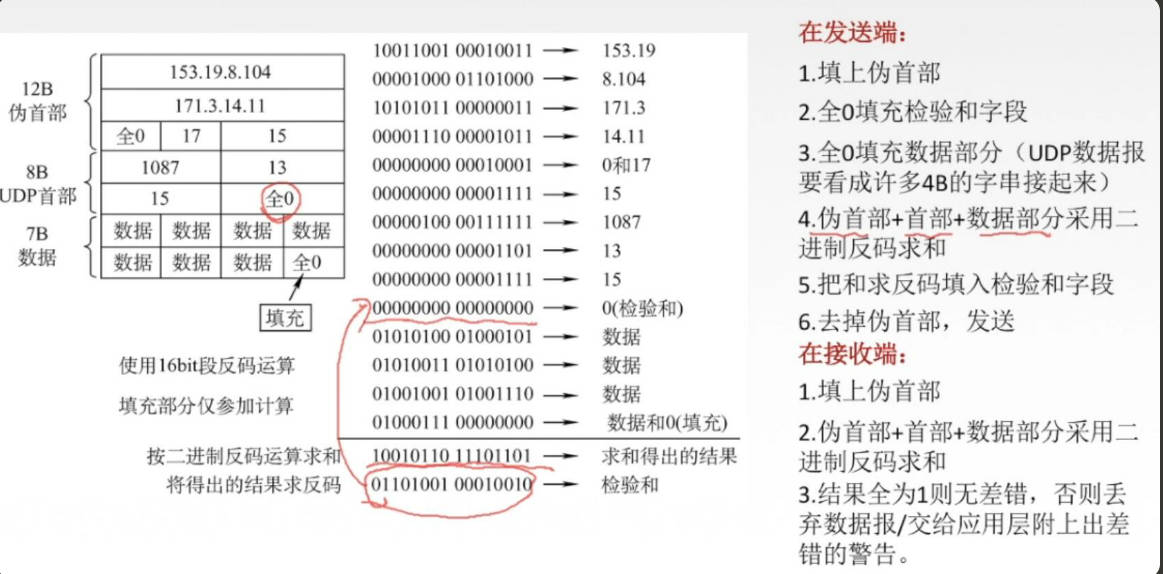 12B
伪首部
153.19.8.104
171.3.14.11
全0 17 15
8B
UDP首部
1087 13
15 全0
7B
数据
数据 数据 数据 数据
数据 数据 数据 全0
填充
使用16bit段反码运算
填充部分仅参加计算
10011001 00010011 → 153.19
00001000 01101000 → 8.104
10101011 00000011 → 171.3
00001110 00001011 → 14.11
00000000 00010001 → 0和17
00000000 00001111 → 15
00000100 00111111 → 1087
00000000 00001101 → 13
00000000 00001111 → 15
00000000 00000000 → 0(检验和)
01010100 01000101 → 数据
01010011 01010100 → 数据
01001001 01001110 → 数据
01000111 00000000 → 数据和0(填充)
按二进制反码运算求和 10010110 11101101 → 求和得出的结果
将得出的结果求反码 01101001 00010010 → 检验和
在发送端：
1.填上伪首部
2.全0填充检验和字段
3.全0填充数据部分（UDP数据报
要看成许多4B的字串接起来）
4.伪首部+首部+数据部分采用二
进制反码求和
5.把和求反码填入检验和字段
6.去掉伪首部，发送
在接收端：
1.填上伪首部
2.伪首部+首部+数据部分采用二
进制反码求和
3.结果全为1则无差错，否则丢
弃数据报/交给应用层附上出差
错的警告。